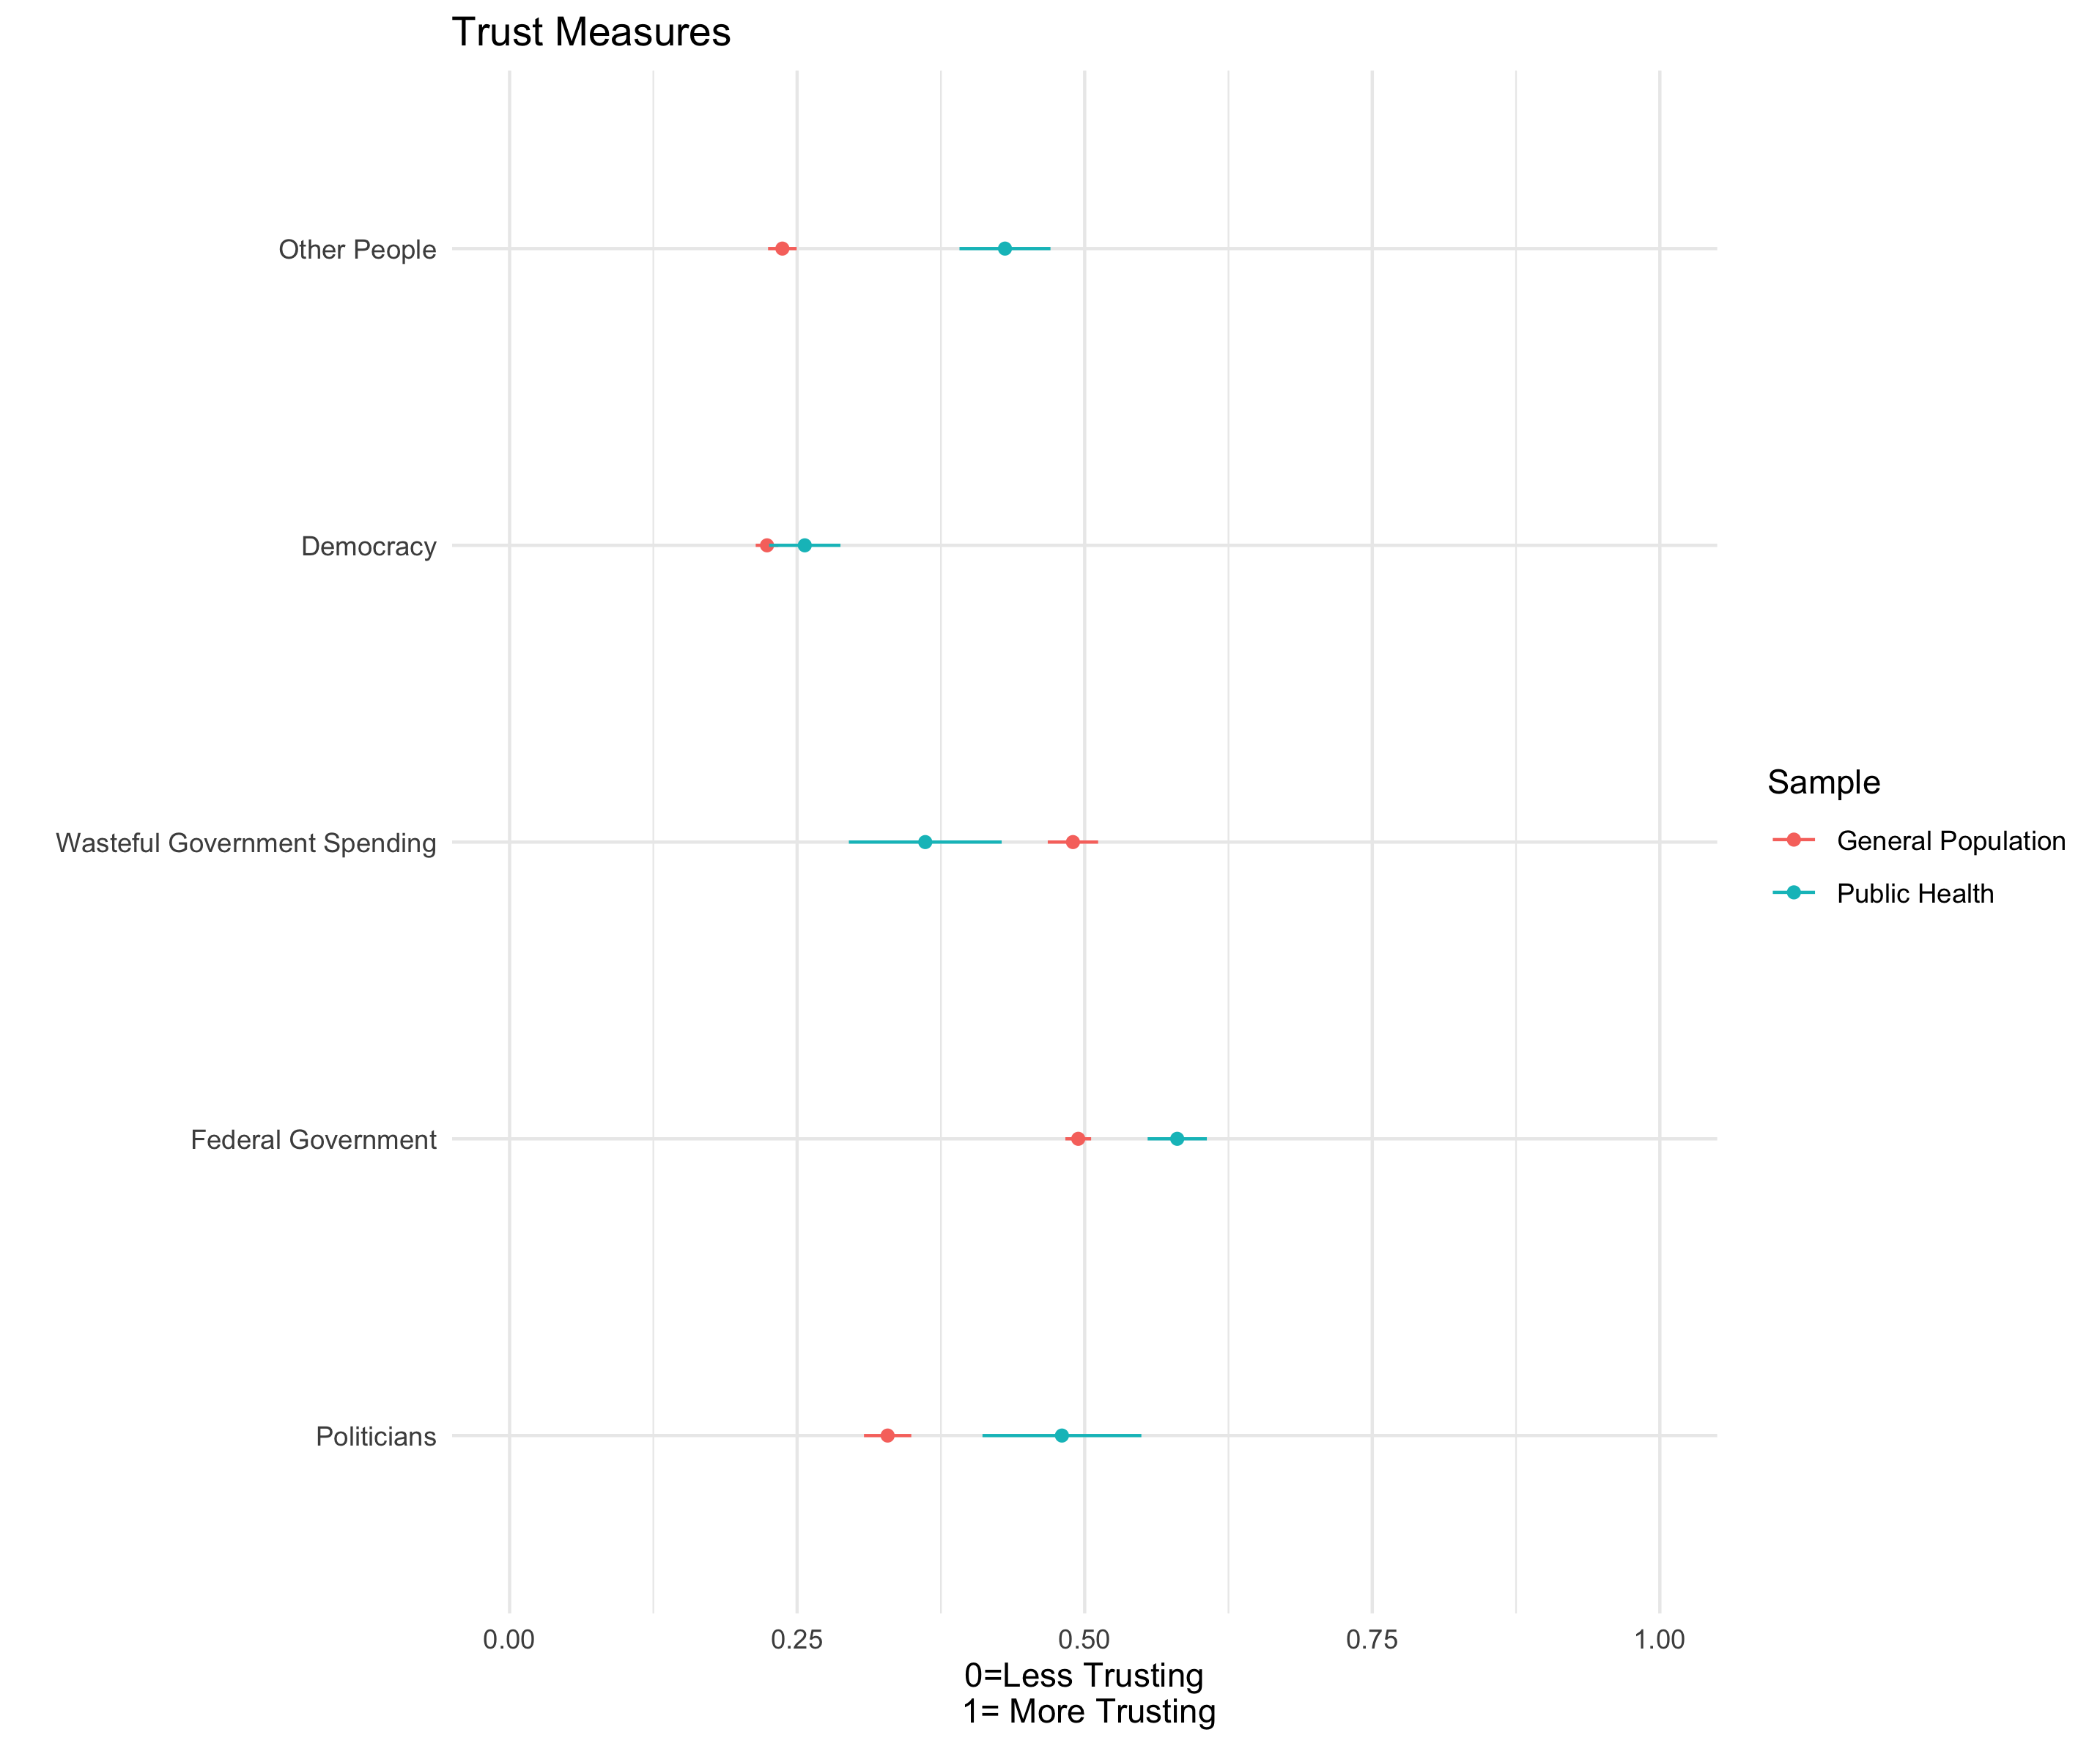 Trust Measures
Other People
Democracy
Wasteful Government Spending
Federal Government
Politicians
0.00 0.25 0.50 0.75 1.00
0=Less Trusting
1= More Trusting
Sample
General Population
Public Health